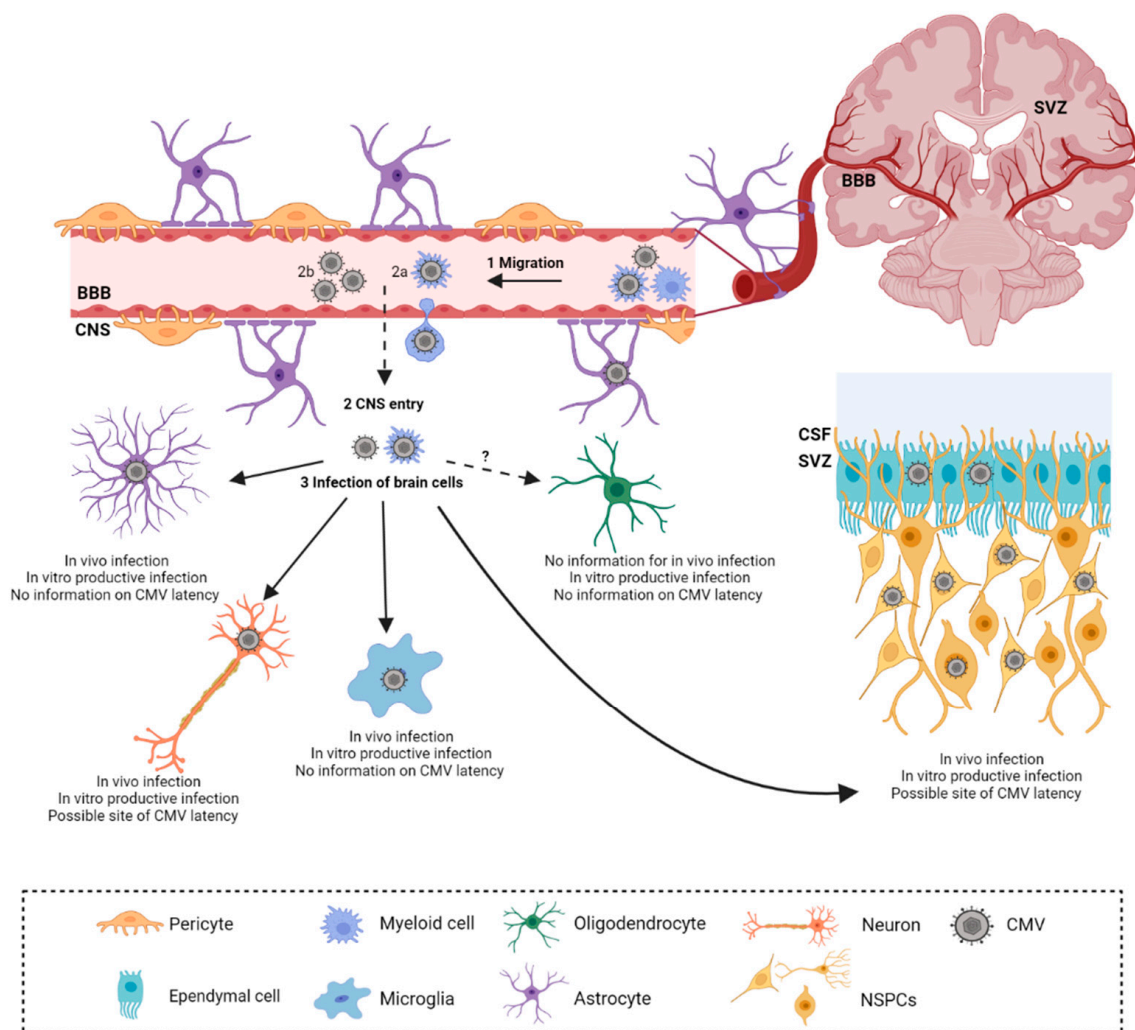 SVZ
BBB
2b
2a
1 Migration
BBB
CNS
2 CNS entry
?
3 Infection of brain cells
CSF
SVZ
In vivo infection
In vitro productive infection
No information on CMV latency
No information for in vivo infection
In vitro productive infection
No information on CMV latency
In vivo infection
In vitro productive infection
No information on CMV latency
In vivo infection
In vitro productive infection
Possible site of CMV latency
In vivo infection
In vitro productive infection
Possible site of CMV latency
Pericyte
Myeloid cell
Oligodendrocyte
Neuron
CMV
Ependymal cell
Microglia
Astrocyte
NSPCs